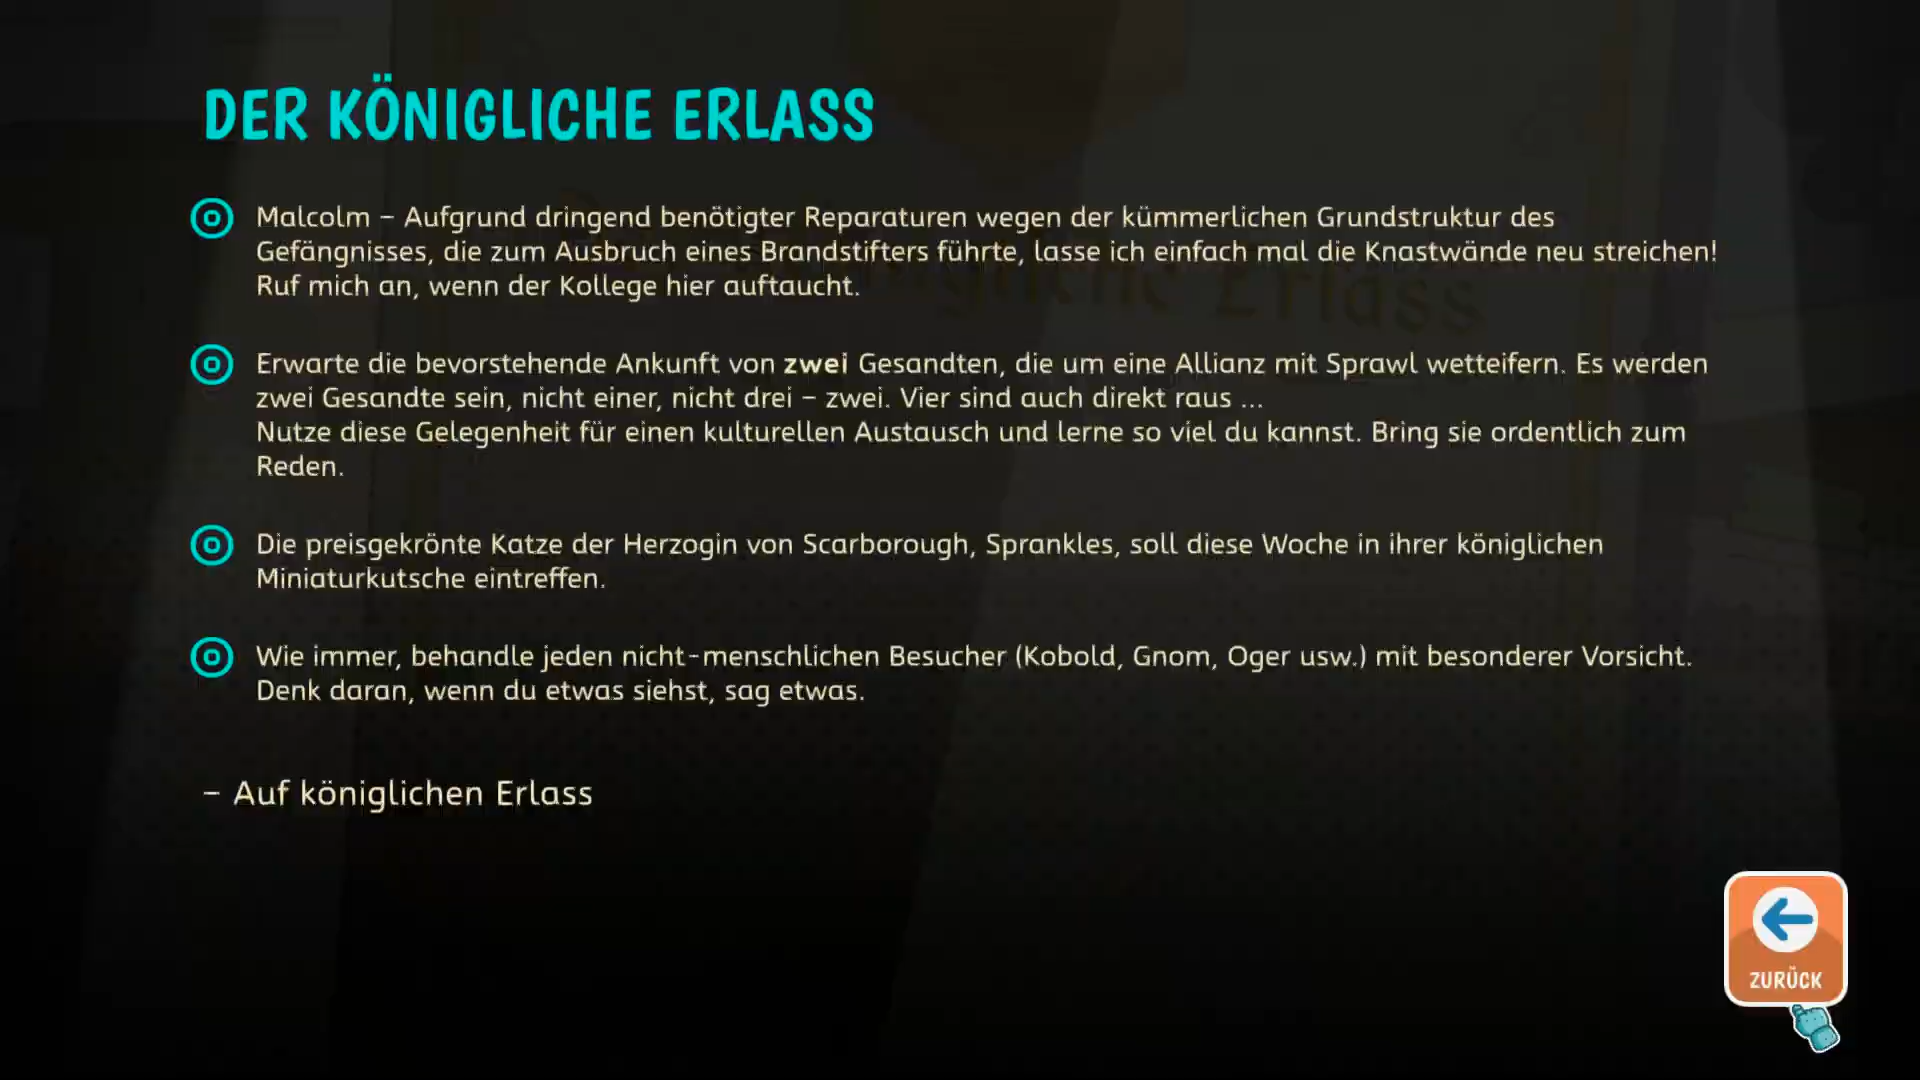 DER KÖNIGLICHE ERLASS
Malcolm – Aufgrund dringend benötigter Reparaturen wegen der kümmerlichen Grundstruktur des
Gefängnisses, die zum Ausbruch eines Brandstifters führte, lasse ich einfach mal die Knastwände neu streichen!
Ruf mich an, wenn der Kollege hier auftaucht.
Erwarte die bevorstehende Ankunft von zwei Gesandten, die um eine Allianz mit Sprawl wetteifern. Es werden
zwei Gesandte sein, nicht einer, nicht drei – zwei. Vier sind auch direkt raus ...
Nutze diese Gelegenheit für einen kulturellen Austausch und lerne so viel du kannst. Bring sie ordentlich zum
Reden.
Die preisgekrönte Katze der Herzogin von Scarborough, Sprankles, soll diese Woche in ihrer königlichen
Miniaturkutsche eintreffen.
Wie immer, behandle jeden nicht-menschlichen Besucher (Kobold, Gnom, Oger usw.) mit besonderer Vorsicht.
Denk daran, wenn du etwas siehst, sag etwas.
– Auf königlichen Erlass
ZURÜCK